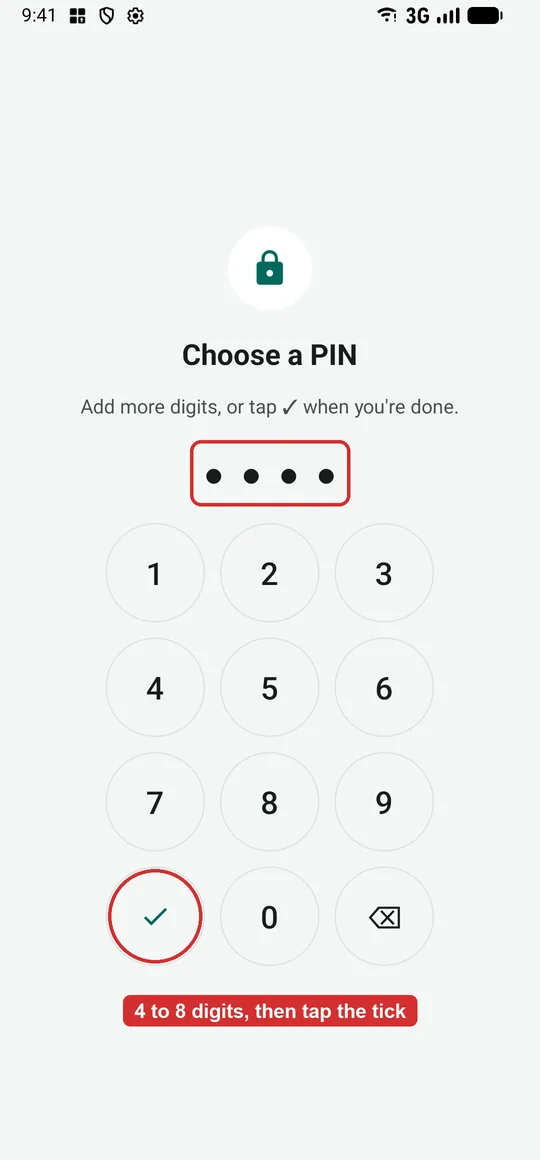 9:41
3G
Choose a PIN
Add more digits, or tap ✓ when you're done.
1 2 3
4 5 6
7 8 9
0
4 to 8 digits, then tap the tick